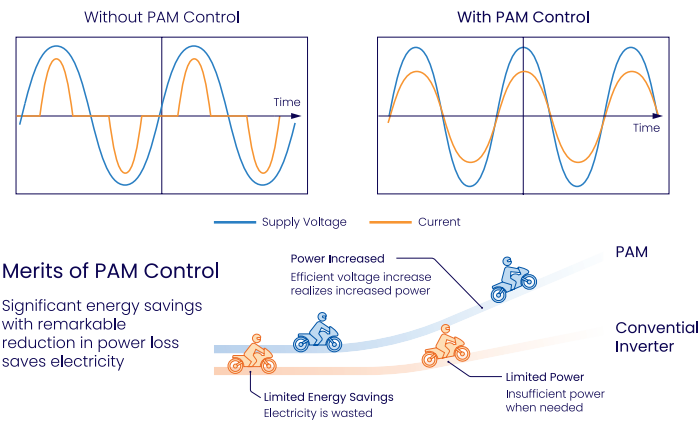 Without PAM Control
With PAM Control
Time
Time
Supply Voltage
Current
Merits of PAM Control
Significant energy savings
with remarkable
reduction in power loss
saves electricity
Power Increased
Efficient voltage increase
realizes increased power
PAM
Convential
Inverter
Limited Energy Savings
Electricity is wasted
Limited Power
Insufficient power
when needed